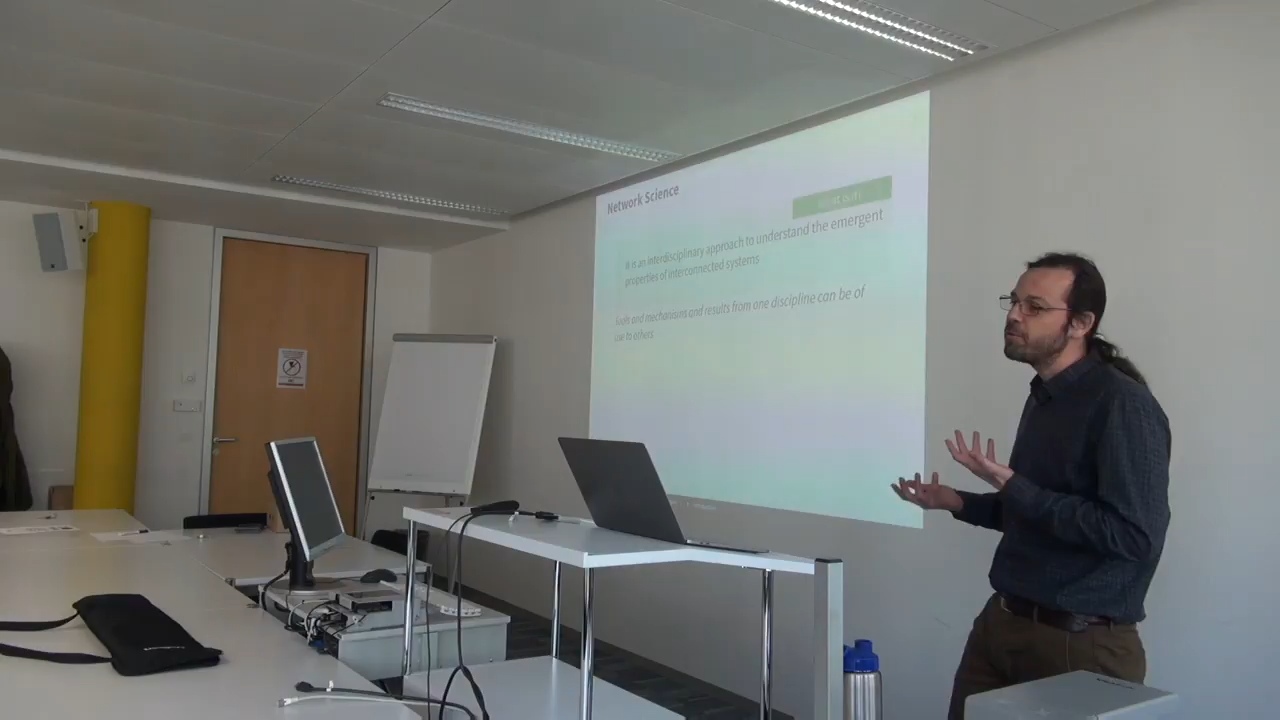 Network Science
It is an interdisciplinary approach to understand the emergent
properties of interconnected systems
Tools and mechanisms and results from one discipline can be of
use to others